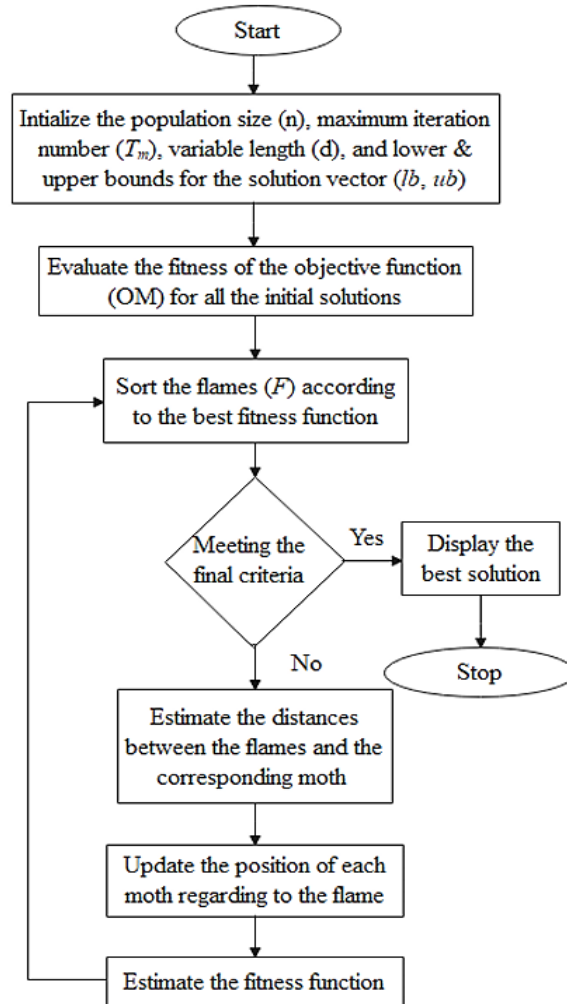 Start
Intialize the population size (n), maximum iteration
number (Tm), variable length (d), and lower &
upper bounds for the solution vector (lb, ub)
Evaluate the fitness of the objective function
(OM) for all the initial solutions
Sort the flames (F) according
to the best fitness function
Meeting the
final criteria
Yes
Display the
best solution
Stop
No
Estimate the distances
between the flames and the
corresponding moth
Update the position of each
moth regarding to the flame
Estimate the fitness function